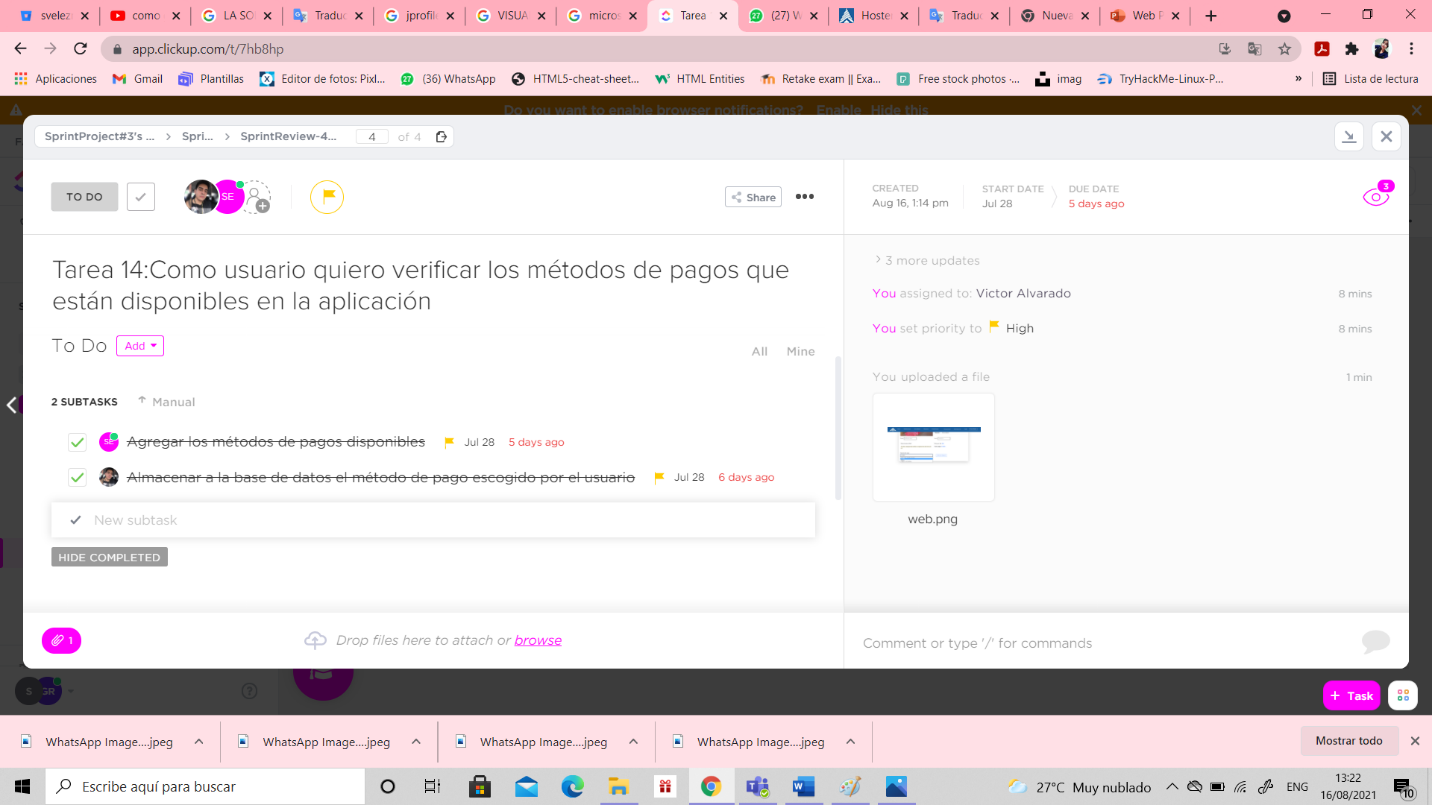 svelez
como
LA SO
Traduc
jprofile
VISUA
micros
Tarea
(27) W
Hoste
Traduc
Nueva
Web P
app.clickup.com/t/7hb8hp
Aplicaciones
Gmail
Plantillas
Editor de fotos: Pixl...
(36) WhatsApp
HTML5-cheat-sheet...
HTML Entities
Retake exam || Exa...
Free stock photos ·...
imag
TryHackMe-Linux-P...
»
Lista de lectura
Do you want to enable browser notifications? Enable Hide this
SprintProject#3's ... > Spri... > SprintReview-4... 4 of 4
TO DO
SE
Share
CREATED
Aug 16, 1:14 pm
START DATE
Jul 28
DUE DATE
5 days ago
3
Tarea 14:Como usuario quiero verificar los métodos de pagos que
están disponibles en la aplicación
To Do Add
All Mine
2 SUBTASKS Manual
SE Agregar los métodos de pagos disponibles Jul 28 5 days ago
Almacenar a la base de datos el método de pago escogido por el usuario Jul 28 6 days ago
New subtask
HIDE COMPLETED
3 more updates
You assigned to: Victor Alvarado 8 mins
You set priority to High 8 mins
You uploaded a file 1 min
web.png
1
Drop files here to attach or browse
Comment or type '/' for commands
S GR
+ Task
WhatsApp Image....jpeg
WhatsApp Image....jpeg
WhatsApp Image....jpeg
WhatsApp Image....jpeg
Mostrar todo
Escribe aquí para buscar
27°C Muy nublado
ENG
13:22
16/08/2021
10